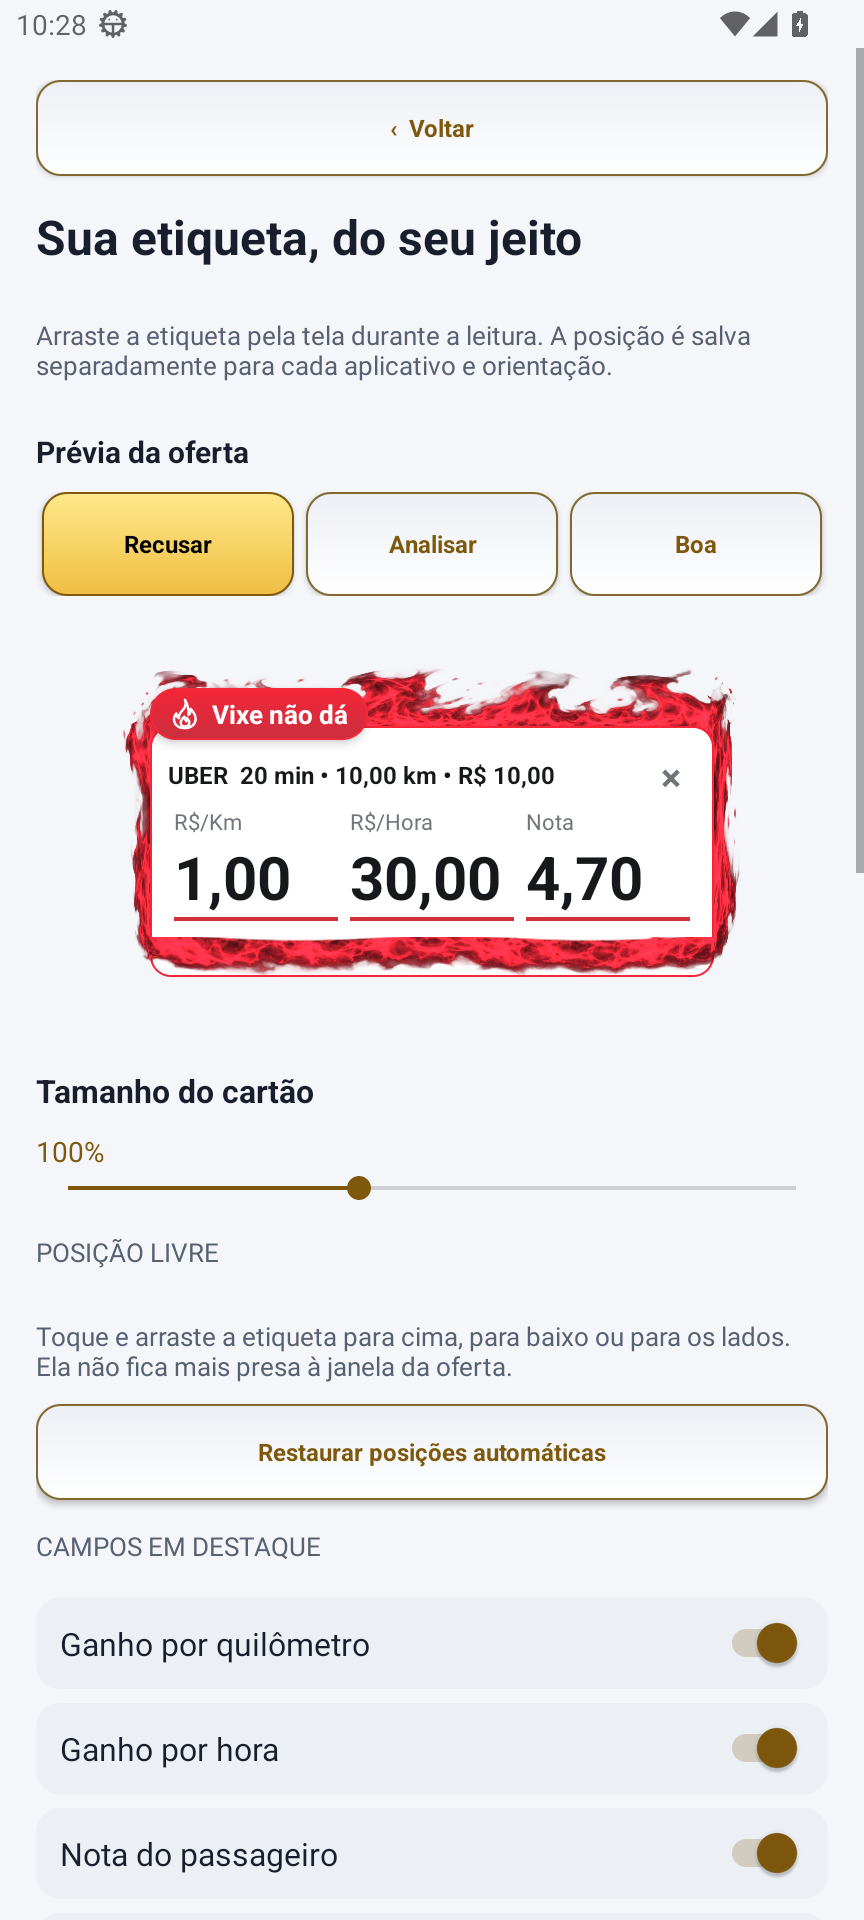 10:28
‹ Voltar
Sua etiqueta, do seu jeito
Arraste a etiqueta pela tela durante a leitura. A posição é salva
separadamente para cada aplicativo e orientação.
Prévia da oferta
Recusar Analisar Boa
Vixe não dá
UBER 20 min • 10,00 km • R$ 10,00 ×
R$/Km R$/Hora Nota
1,00 30,00 4,70
Tamanho do cartão
100%
POSIÇÃO LIVRE
Toque e arraste a etiqueta para cima, para baixo ou para os lados.
Ela não fica mais presa à janela da oferta.
Restaurar posições automáticas
CAMPOS EM DESTAQUE
Ganho por quilômetro
Ganho por hora
Nota do passageiro